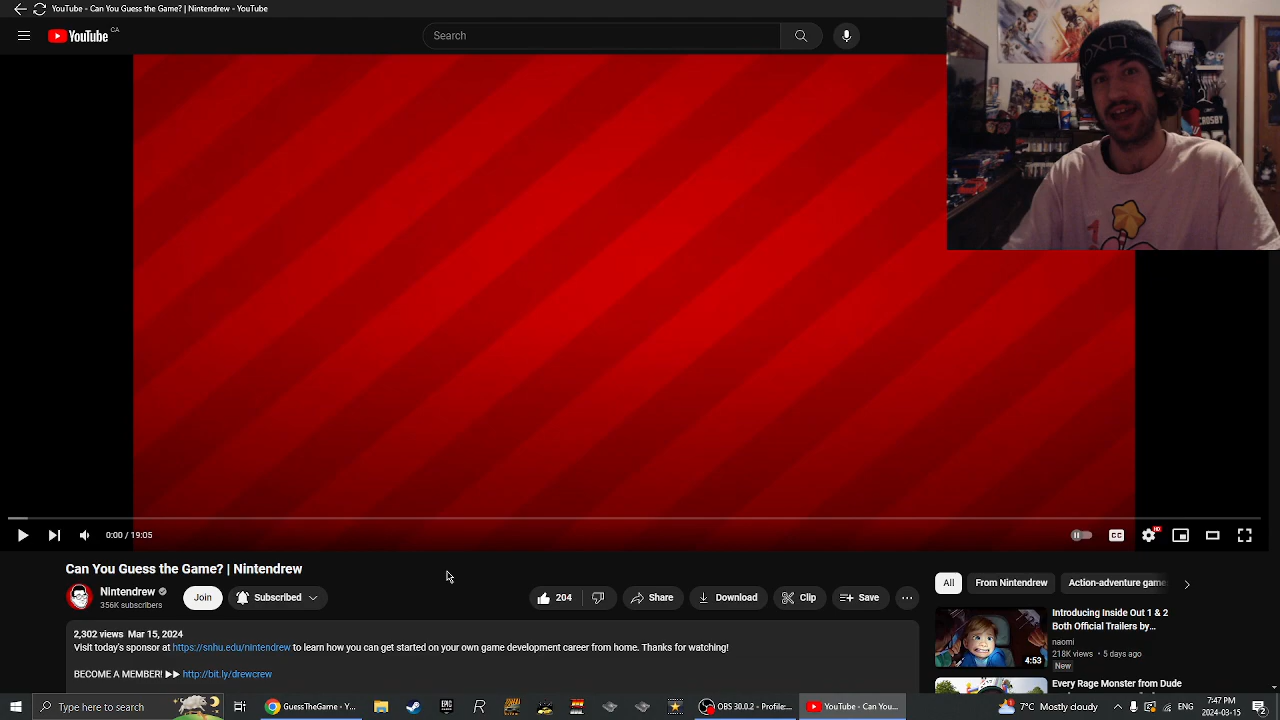 YouTube - Can You Guess the Game? | Nintendrew - YouTube
YouTube CA
Search
CROSBY
0:00 / 19:05
CC
HD
Can You Guess the Game? | Nintendrew
Nintendrew
356K subscribers
Join
Subscribed
204
Share
Download
Clip
Save
2,302 views Mar 15, 2024
Visit today's sponsor at https://snhu.edu/nintendrew to learn how you can get started on your own game development career from home. Thanks for watching!
BECOME A MEMBER! ▶▶ http://bit.ly/drewcrew
All
From Nintendrew
Action-adventure game
4:53
Introducing Inside Out 1 & 2
Both Official Trailers by…
naomi
218K views • 5 days ago
New
Every Rage Monster from Dude
Type here to search
GuessTheGame - Y...
EPIC
OBS 30.0.2 - Profile:...
YouTube - Can You...
7°C Mostly cloudy
ENG
7:47 PM
2024-03-15
2